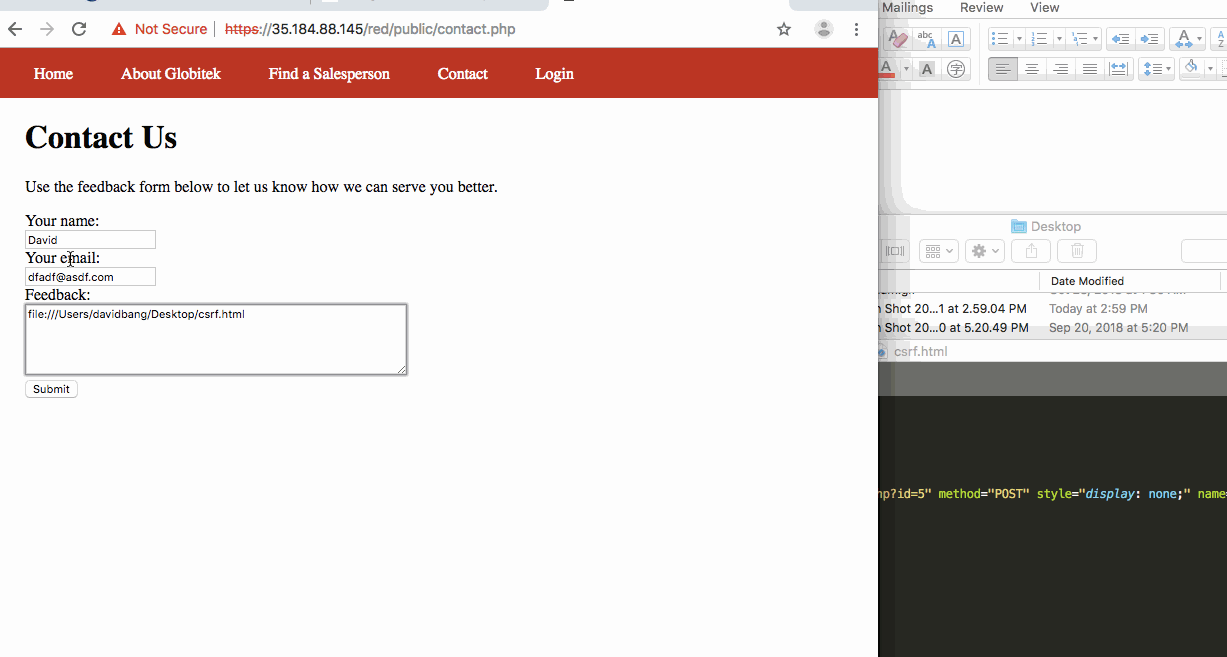 Not Secure
https://35.184.88.145/red/public/contact.php
Home
About Globitek
Find a Salesperson
Contact
Login
Contact Us
Use the feedback form below to let us know how we can serve you better.
Your name:
David
Your email:
dfadf@asdf.com
Feedback:
file:///Users/davidbang/Desktop/csrf.html
Submit
Mailings Review View
abc
A
A
A
A
字
Desktop
Date Modified
Shot 20...1 at 2.59.04 PM Today at 2:59 PM
Shot 20...0 at 5.20.49 PM Sep 20, 2018 at 5:20 PM
csrf.html
?id=5" method="POST" style="display: none;" name=